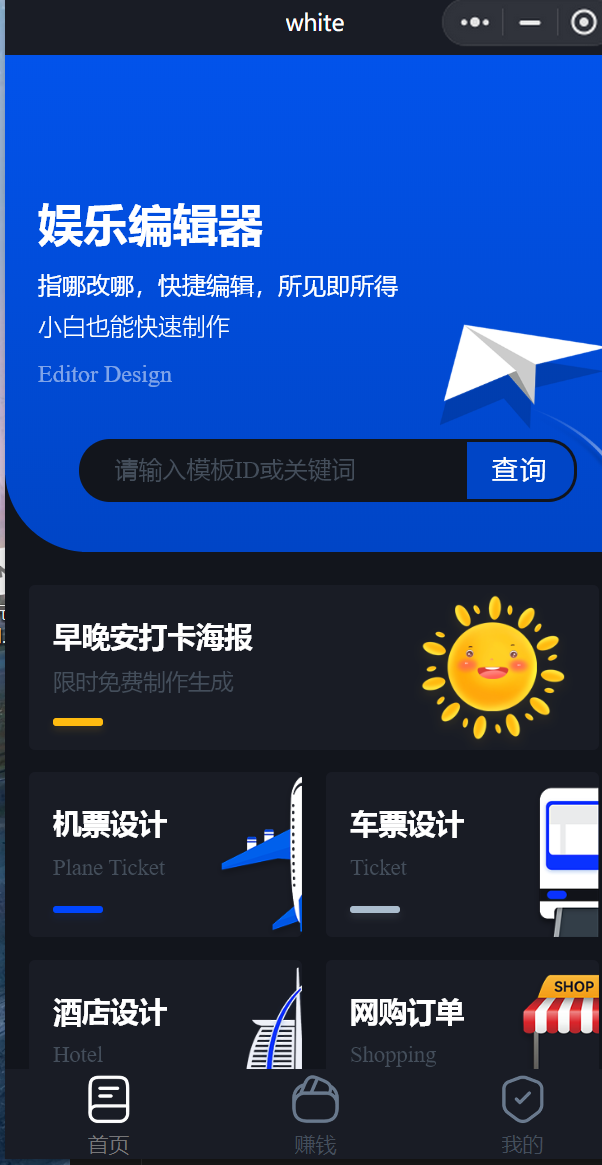 white
娱乐编辑器
指哪改哪，快捷编辑，所见即所得
小白也能快速制作
Editor Design
请输入模板ID或关键词
查询
早晚安打卡海报
限时免费制作生成
机票设计
Plane Ticket
车票设计
Ticket
酒店设计
Hotel
网购订单
Shopping
SHOP
首页
赚钱
我的